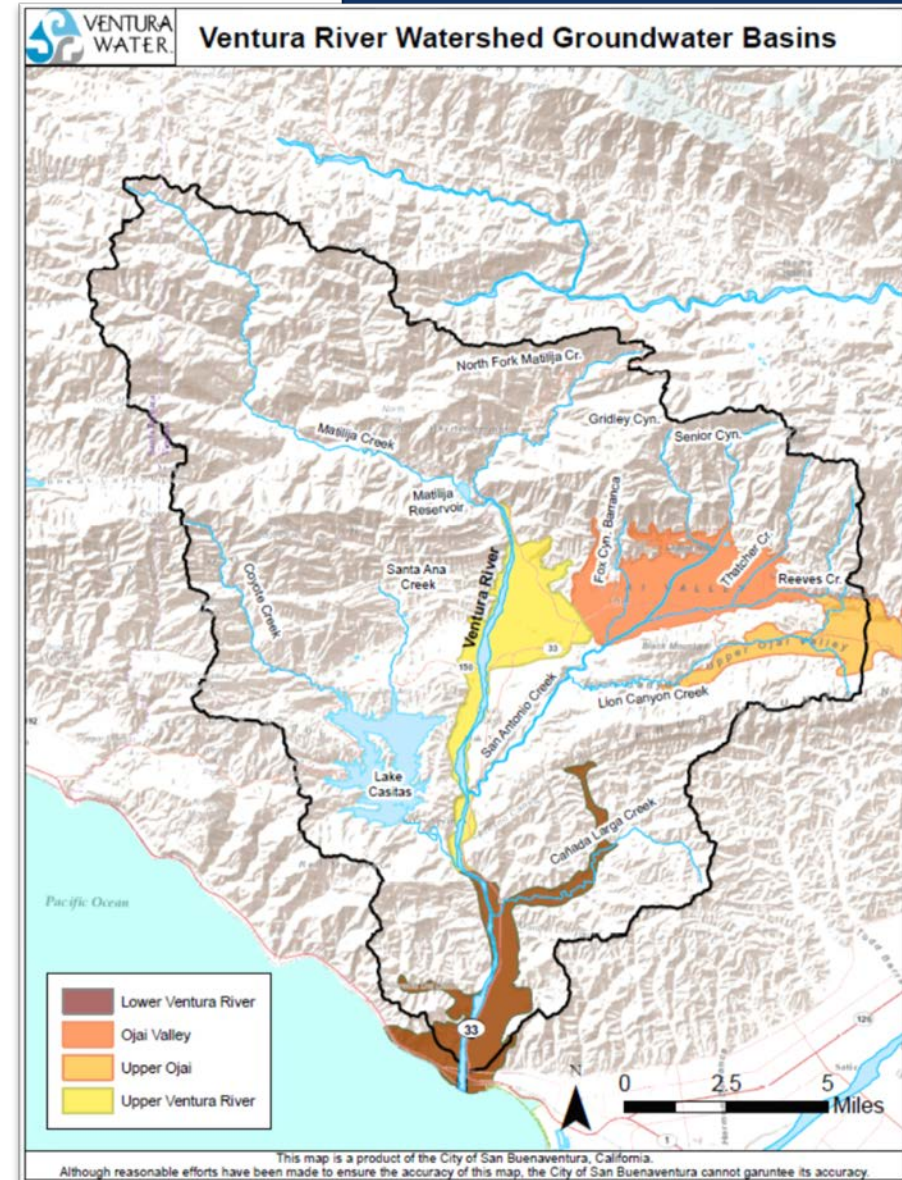 VENTURA
WATER.
Ventura River Watershed Groundwater Basins
North Fork Matilija Cr.
Gridley Cyn.
Senior Cyn.
Matilija Creek
Matilija
Reservoir
Fox Cyn. Barranca
Thatcher Cr.
Reeves Cr.
Coyote Creek
Santa Ana
Creek
Ventura River
33
150
Black Mountain
Upper Ojai Valley
San Antonio Creek
Lion Canyon Creek
Lake
Casitas
Cañada Larga Creek
Pacific Ocean
Lower Ventura River
Ojai Valley
Upper Ojai
Upper Ventura River
33
126
N
0 2.5 5
Miles
1
This map is a product of the City of San Buenaventura, California.
Although reasonable efforts have been made to ensure the accuracy of this map, the City of San Buenaventura cannot garuntee its accuracy.